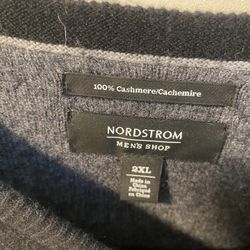 100% Cashmere/Cachemire
NORDSTROM
MEN'S SHOP
2XL
Made in
China
Fabriqué
en Chine